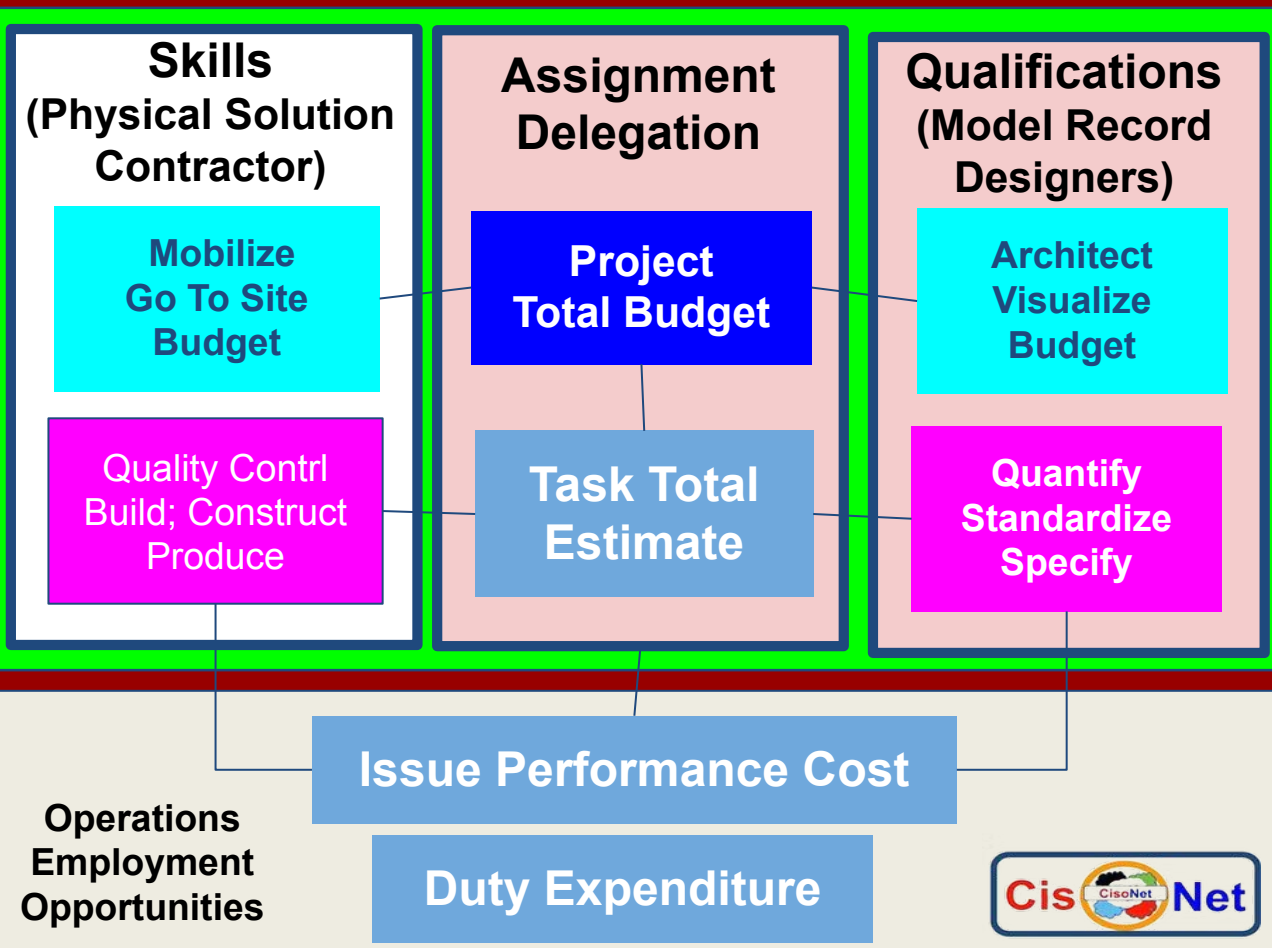 Skills
(Physical Solution
Contractor)
Mobilize
Go To Site
Budget
Quality Contrl
Build; Construct
Produce
Assignment
Delegation
Project
Total Budget
Task Total
Estimate
Qualifications
(Model Record
Designers)
Architect
Visualize
Budget
Quantify
Standardize
Specify
Issue Performance Cost
Duty Expenditure
Operations
Employment
Opportunities
Cis CisoNet Net